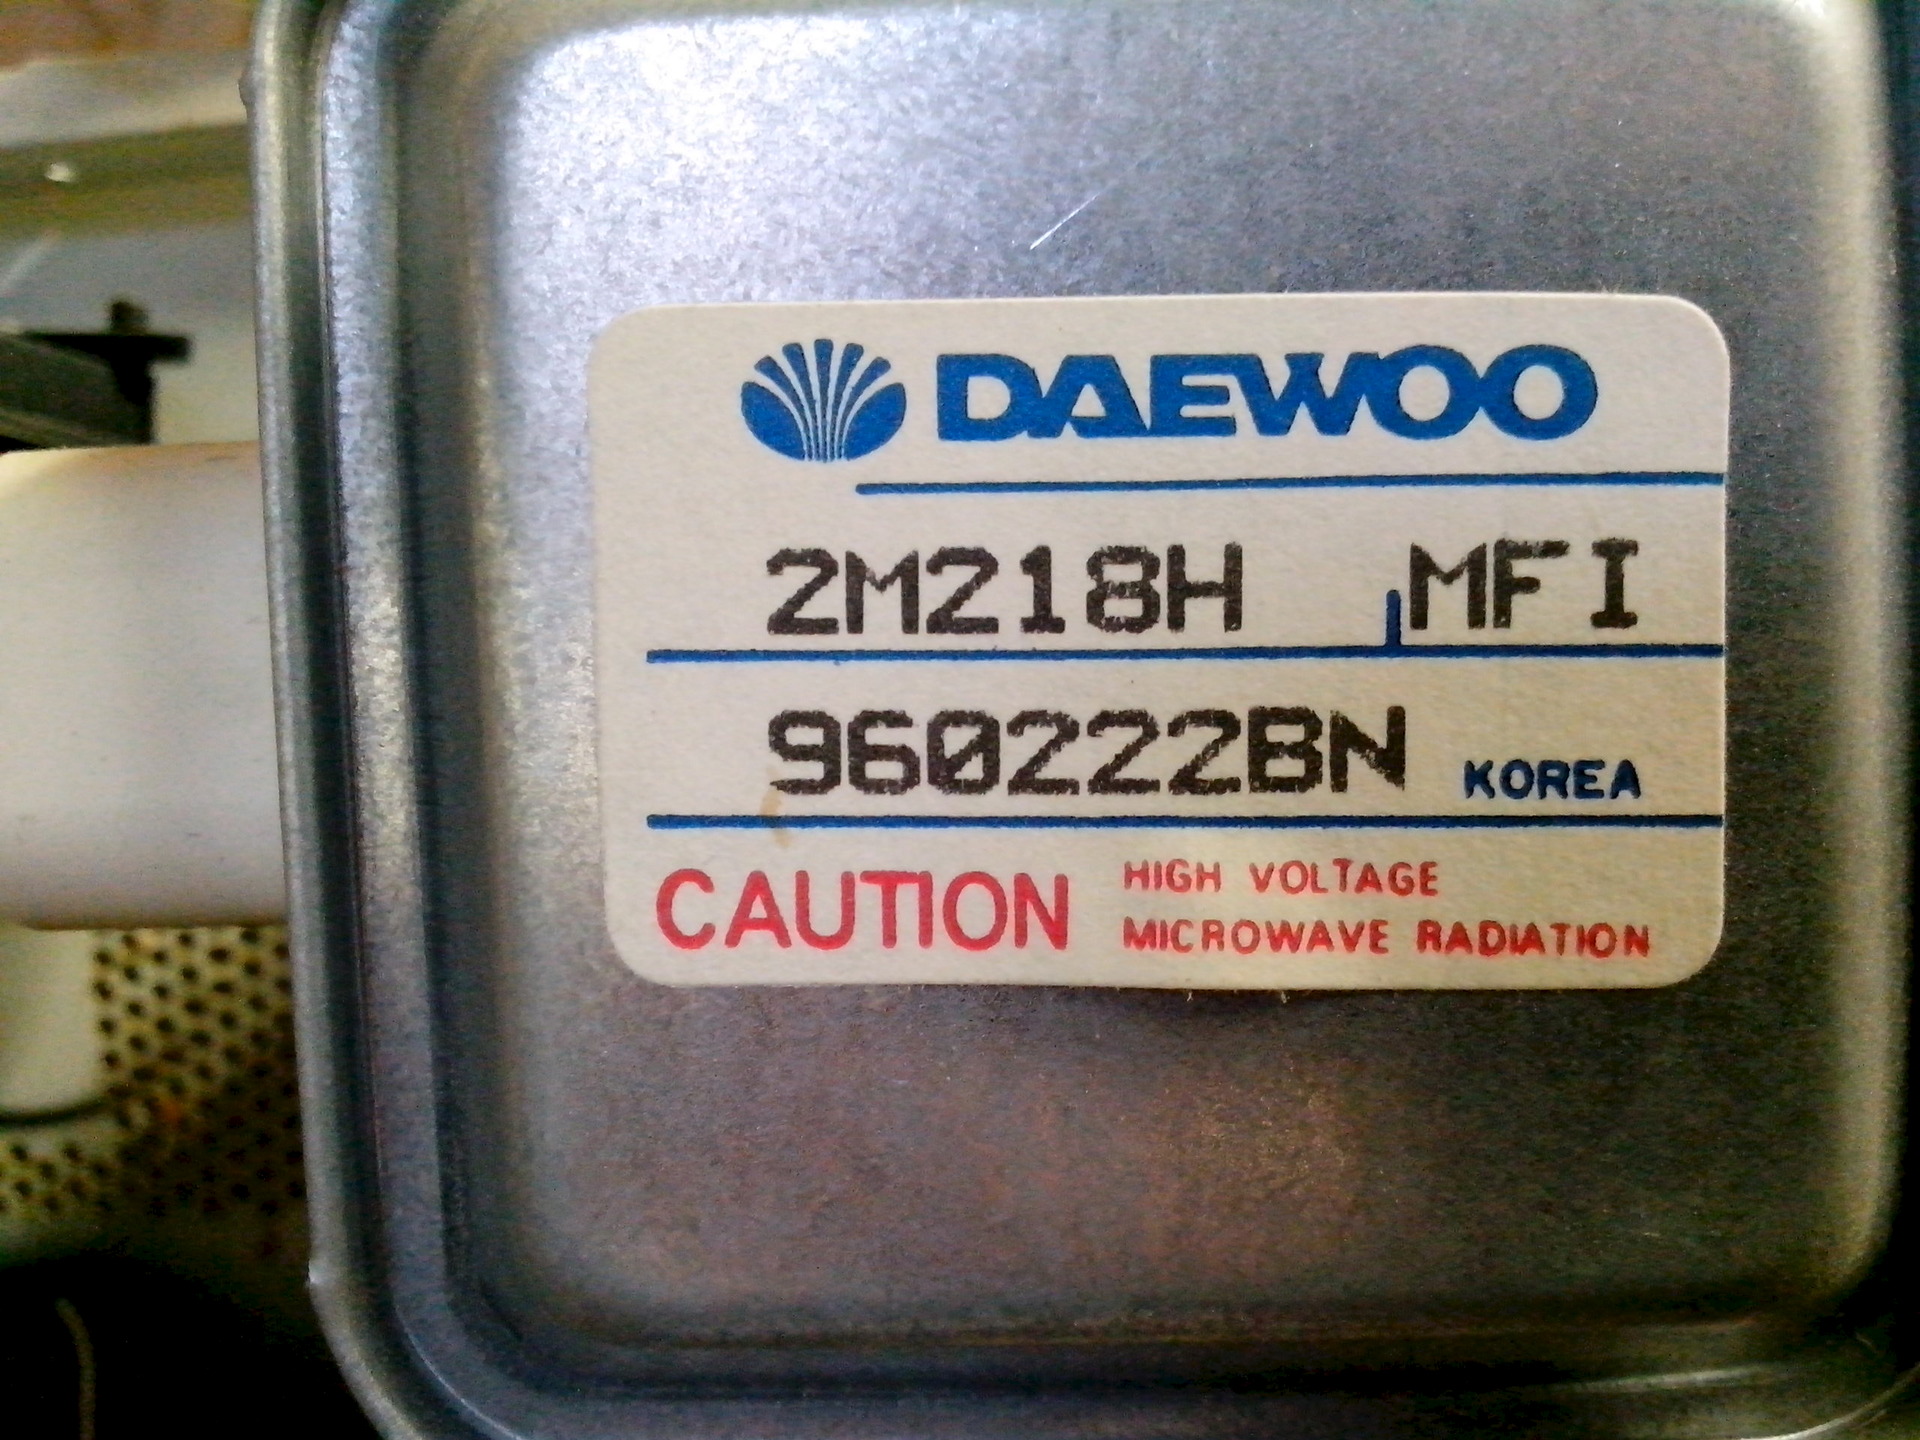 DAEWOO
2M218H MFI
960222BN KOREA
CAUTION HIGH VOLTAGE
MICROWAVE RADIATION